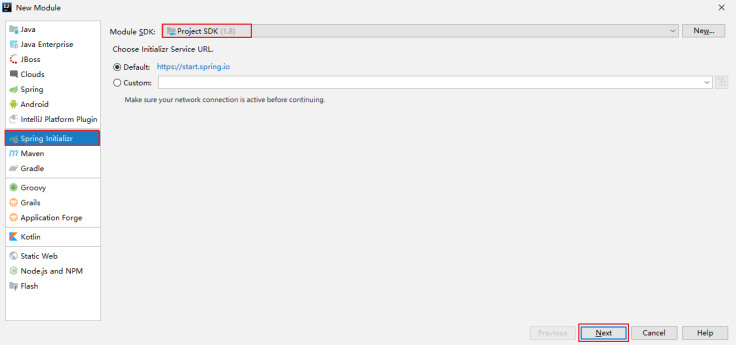 New Module
Java
Java Enterprise
JBoss
Clouds
Spring
Android
IntelliJ Platform Plugin
Spring Initializr
Maven
Gradle
Groovy
Grails
Application Forge
Kotlin
Static Web
Node.js and NPM
Flash
Module SDK: Project SDK (1.8) New...
Choose Initializr Service URL.
Default: https://start.spring.io
Custom:
Make sure your network connection is active before continuing.
Previous Next Cancel Help